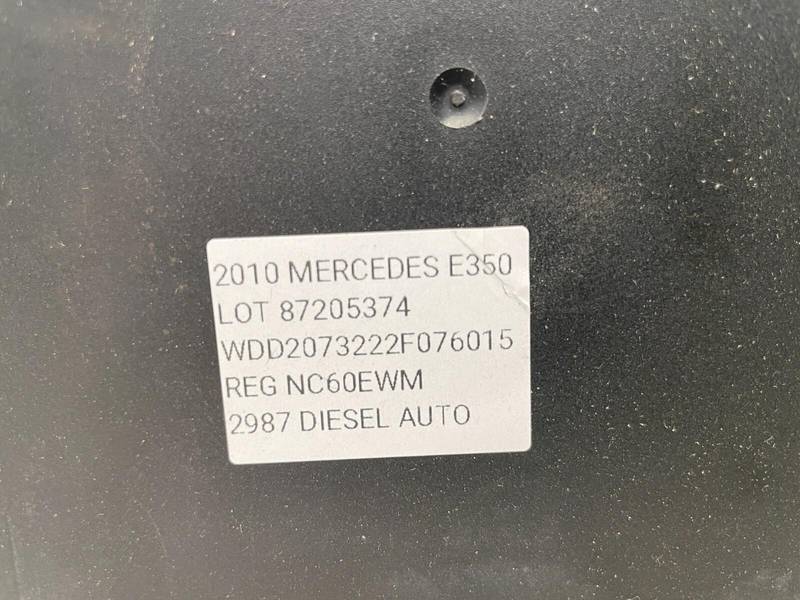 2010 MERCEDES E350
LOT 87205374
WDD2073222F076015
REG NC60EWM
2987 DIESEL AUTO